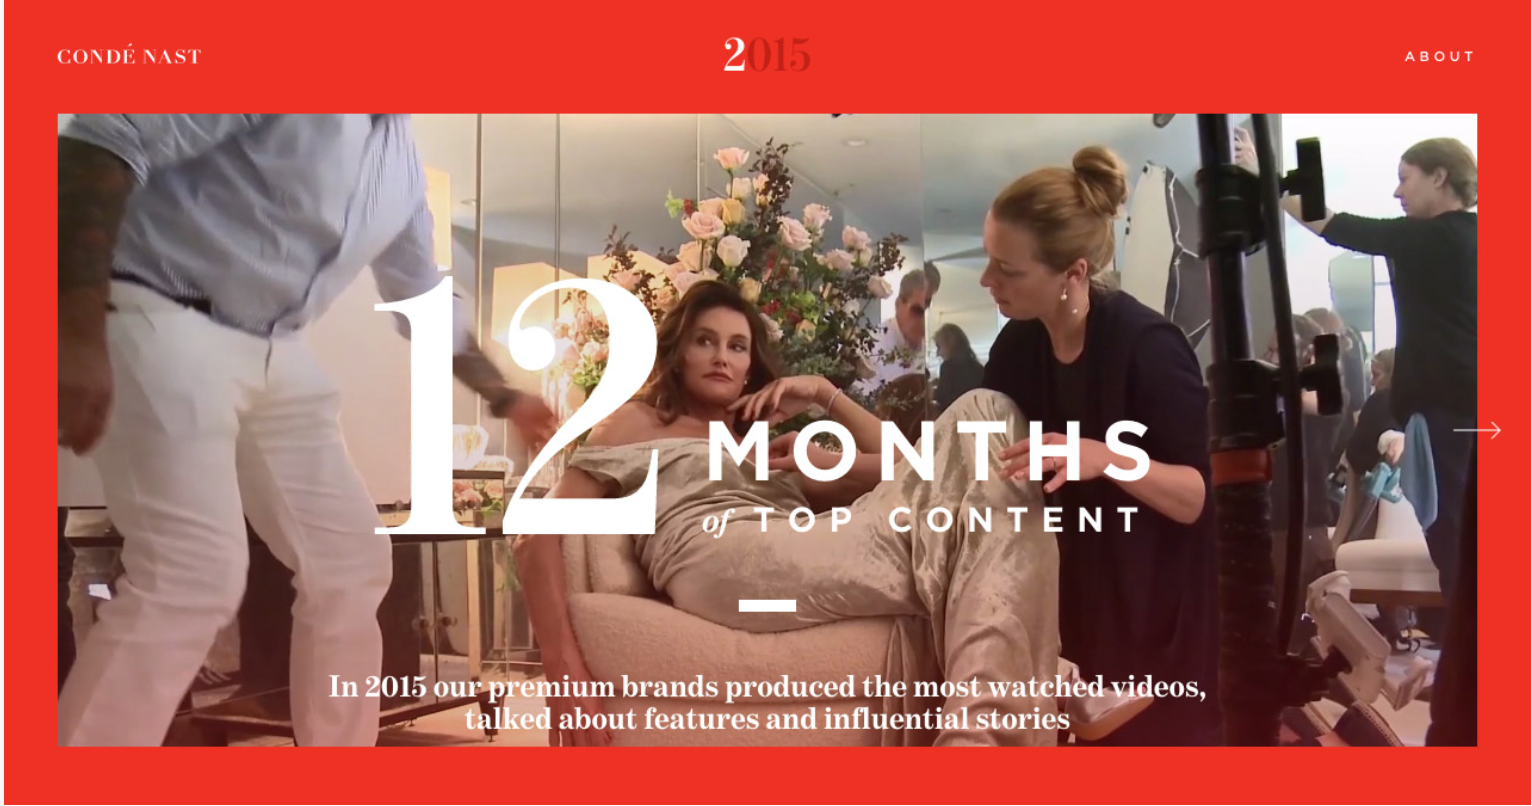 CONDÉ NAST
2015
ABOUT
12 MONTHS
of TOP CONTENT
In 2015 our premium brands produced the most watched videos,
talked about features and influential stories